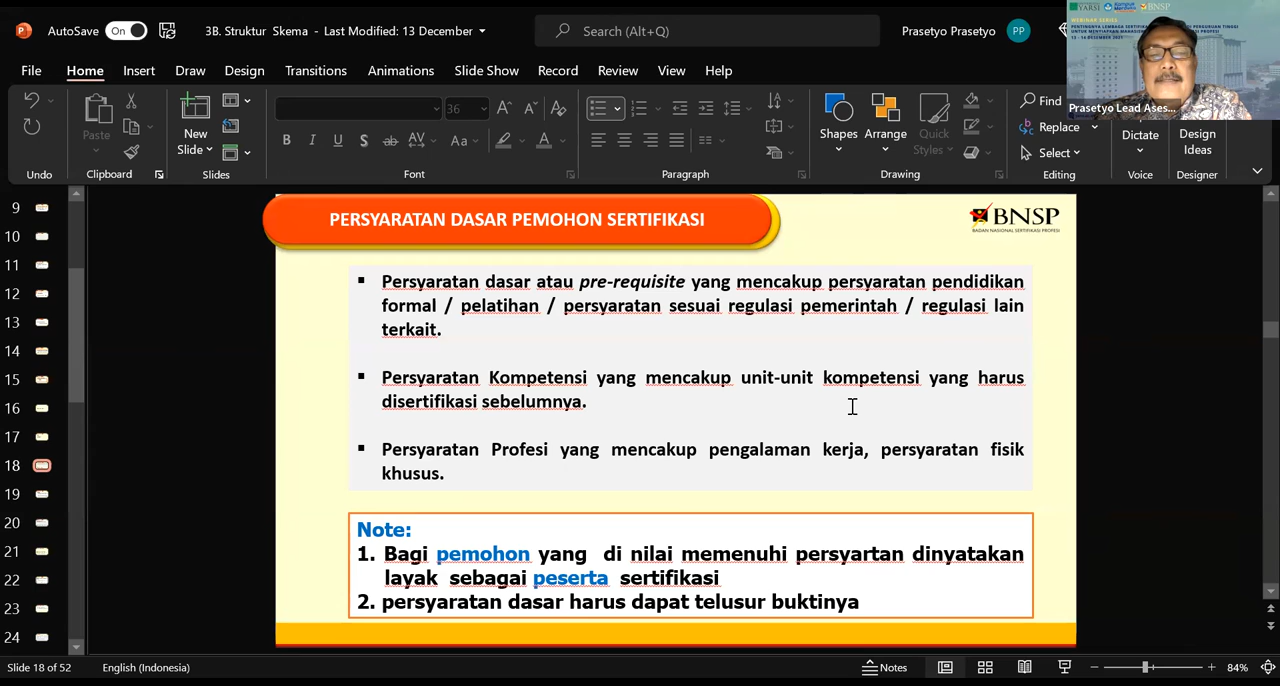 AutoSave On 3B. Struktur Skema - Last Modified: 13 December Search (Alt+Q) Prasetyo Prasetyo PP
YARSI BNSP
WEBINAR SERIES
Prasetyo Lead Ases...
File Home Insert Draw Design Transitions Animations Slide Show Record Review View Help
36
Paste New Slide Shapes Arrange Quick Styles Find Replace Select Dictate Design Ideas
Undo Clipboard Slides Font Paragraph Drawing Editing Voice Designer
9
10
11
12
13
14
15
16
17
18
19
20
21
22
23
24
PERSYARATAN DASAR PEMOHON SERTIFIKASI
BNSP
BADAN NASIONAL SERTIFIKASI PROFESI
▪ Persyaratan dasar atau pre-requisite yang mencakup persyaratan pendidikan
formal / pelatihan / persyaratan sesuai regulasi pemerintah / regulasi lain
terkait.
▪ Persyaratan Kompetensi yang mencakup unit-unit kompetensi yang harus
disertifikasi sebelumnya.
▪ Persyaratan Profesi yang mencakup pengalaman kerja, persyaratan fisik
khusus.
Note:
1. Bagi pemohon yang di nilai memenuhi persyartan dinyatakan
layak sebagai peserta sertifikasi
2. persyaratan dasar harus dapat telusur buktinya
Slide 18 of 52 English (Indonesia) Notes 84%